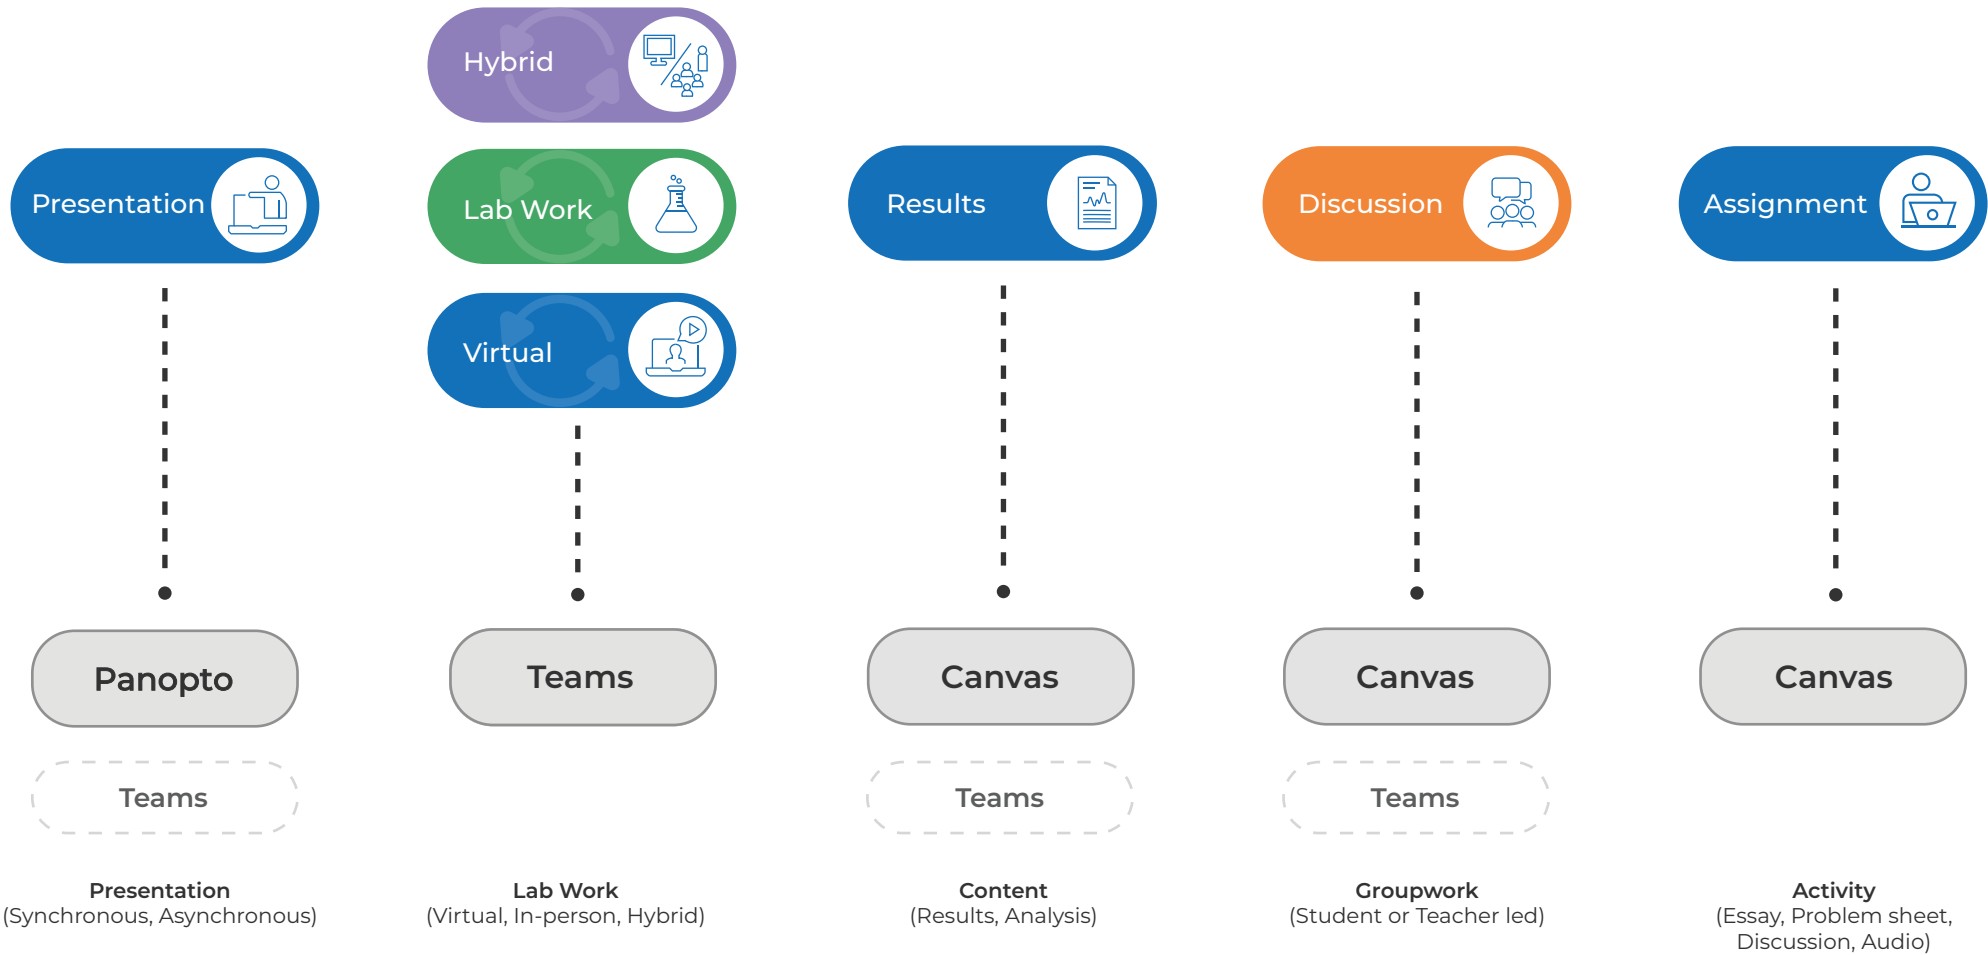 Hybrid
Presentation
Lab Work
Results
Discussion
Assignment
Virtual
Panopto
Teams
Canvas
Canvas
Canvas
Teams
Teams
Teams
Presentation
(Synchronous, Asynchronous)
Lab Work
(Virtual, In-person, Hybrid)
Content
(Results, Analysis)
Groupwork
(Student or Teacher led)
Activity
(Essay, Problem sheet,
Discussion, Audio)